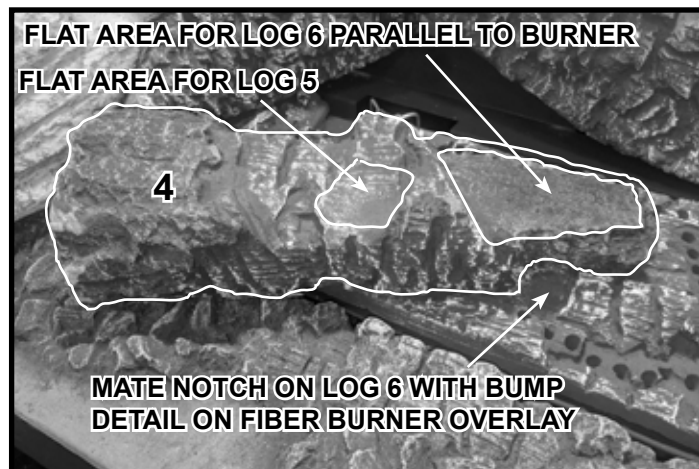 FLAT AREA FOR LOG 6 PARALLEL TO BURNER
FLAT AREA FOR LOG 5
4
MATE NOTCH ON LOG 6 WITH BUMP
DETAIL ON FIBER BURNER OVERLAY